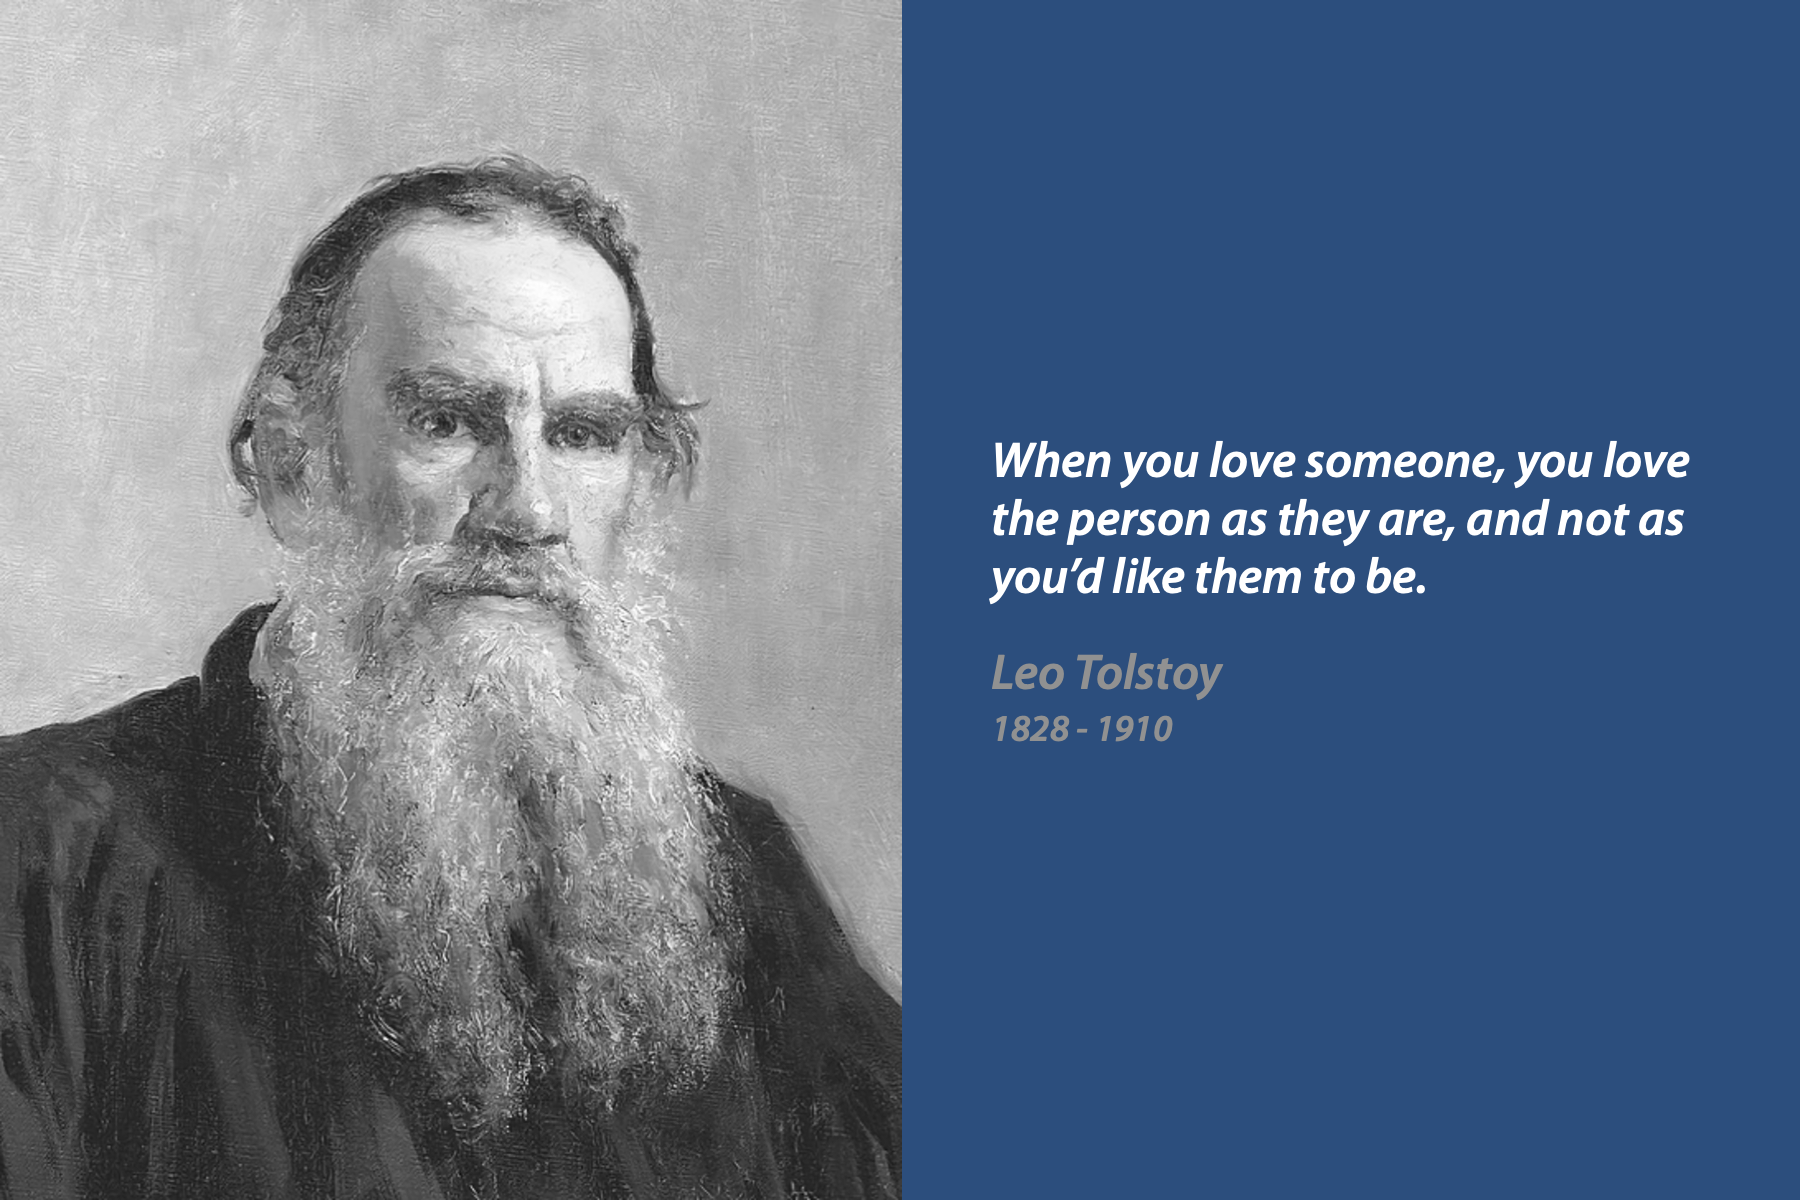 When you love someone, you love
the person as they are, and not as
you’d like them to be.
Leo Tolstoy
1828 - 1910